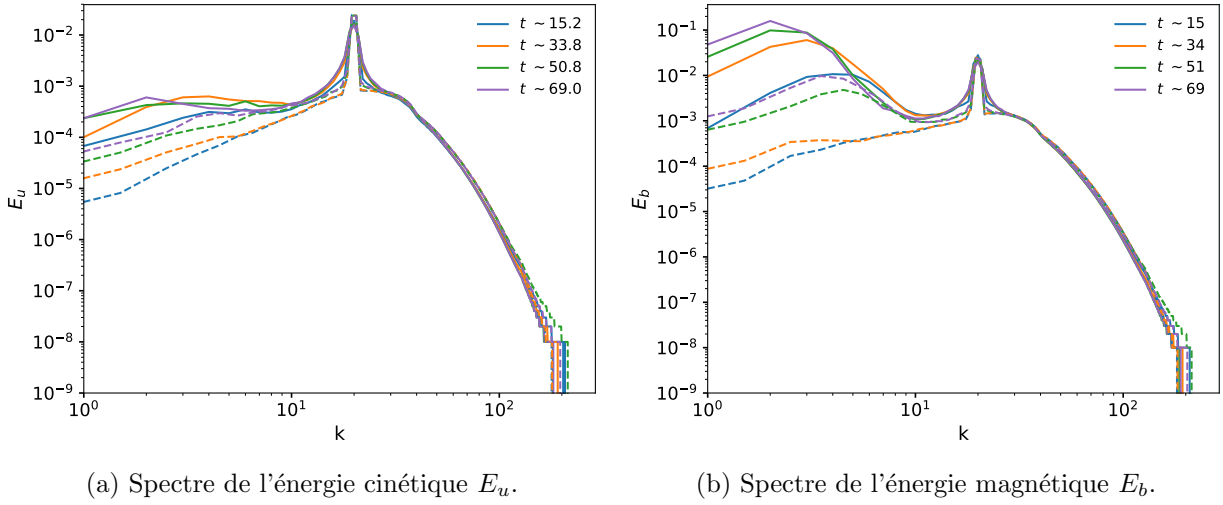 10^{-2}
10^{-3}
10^{-4}
10^{-5}
10^{-6}
10^{-7}
10^{-8}
10^{-9}
E_u
10^0
10^1
10^2
k
t ~ 15.2
t ~ 33.8
t ~ 50.8
t ~ 69.0
10^{-1}
10^{-2}
10^{-3}
10^{-4}
10^{-5}
10^{-6}
10^{-7}
10^{-8}
10^{-9}
E_b
10^0
10^1
10^2
k
t ~ 15
t ~ 34
t ~ 51
t ~ 69
(a) Spectre de l'énergie cinétique E_u.
(b) Spectre de l'énergie magnétique E_b.